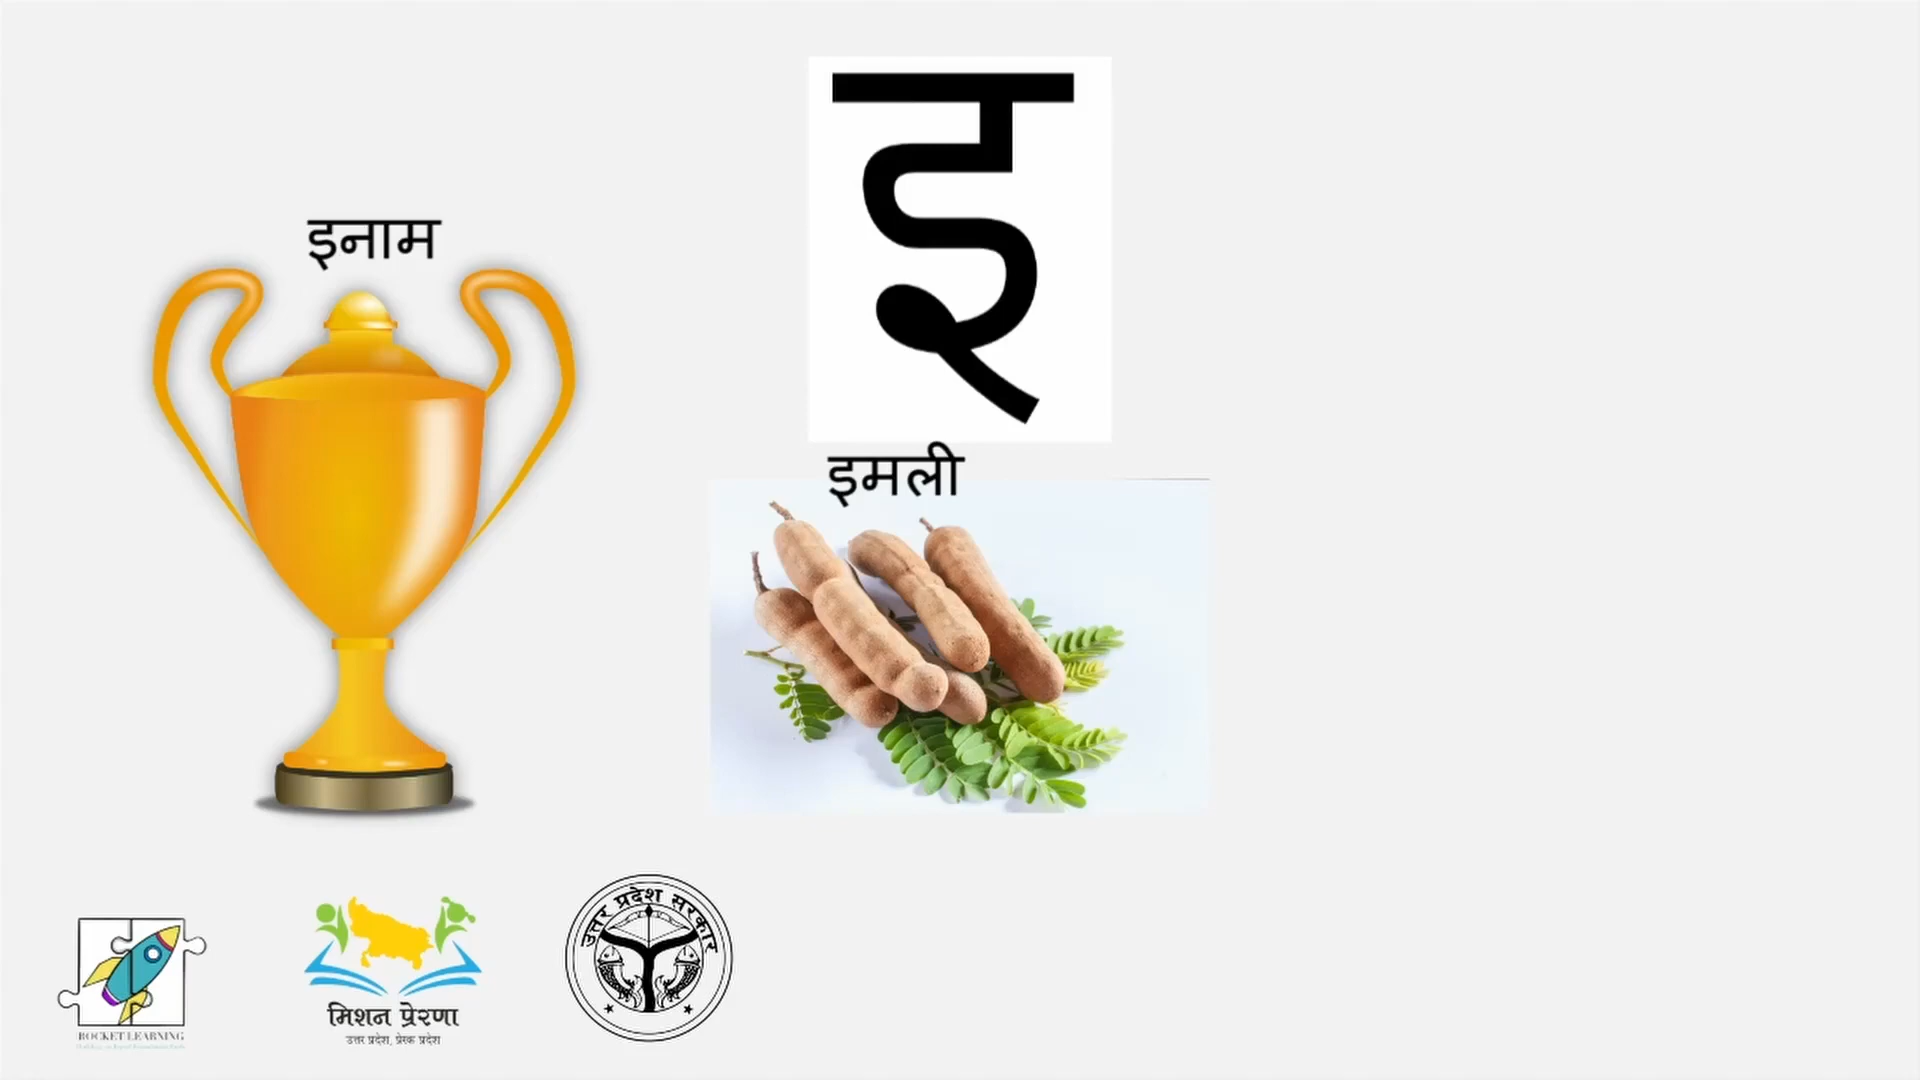 इ
इनाम
इमली
ROCKET LEARNING
मिशन प्रेरणा
उत्तर प्रदेश, प्रेरक प्रदेश
उत्तर प्रदेश सरकार